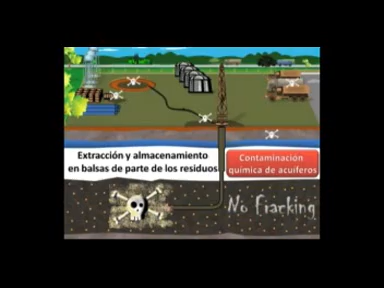 Extracción y almacenamiento
en balsas de parte de los residuos
Contaminación
química de acuíferos
No Fracking